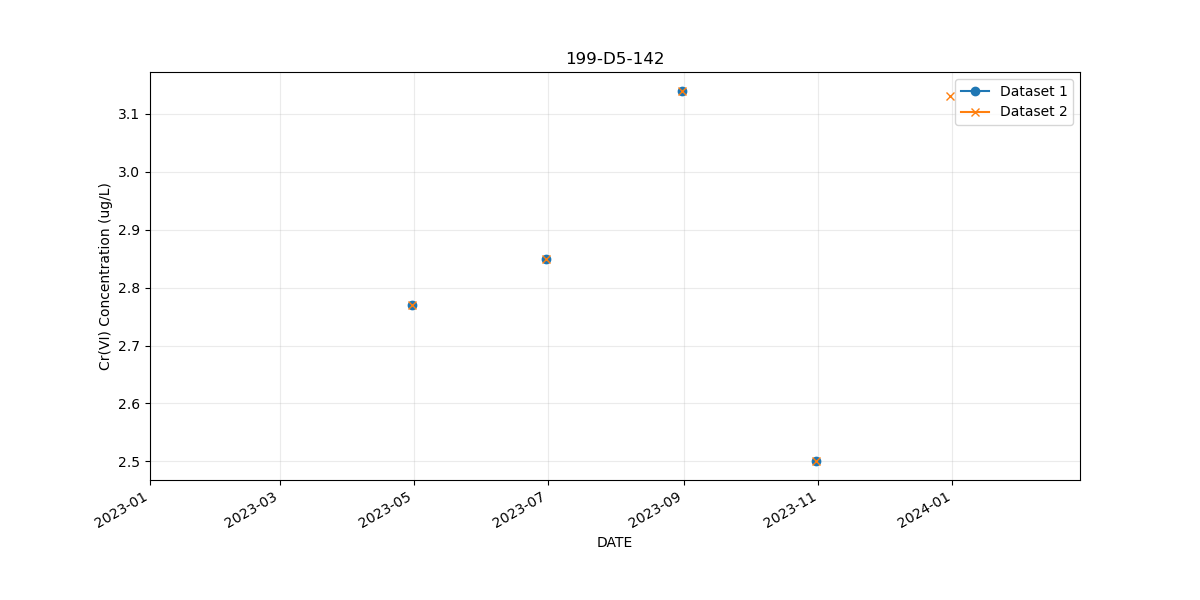 199-D5-142
Dataset 1
Dataset 2
Cr(VI) Concentration (ug/L)
3.1
3.0
2.9
2.8
2.7
2.6
2.5
2023-01
2023-03
2023-05
2023-07
2023-09
2023-11
2024-01
DATE